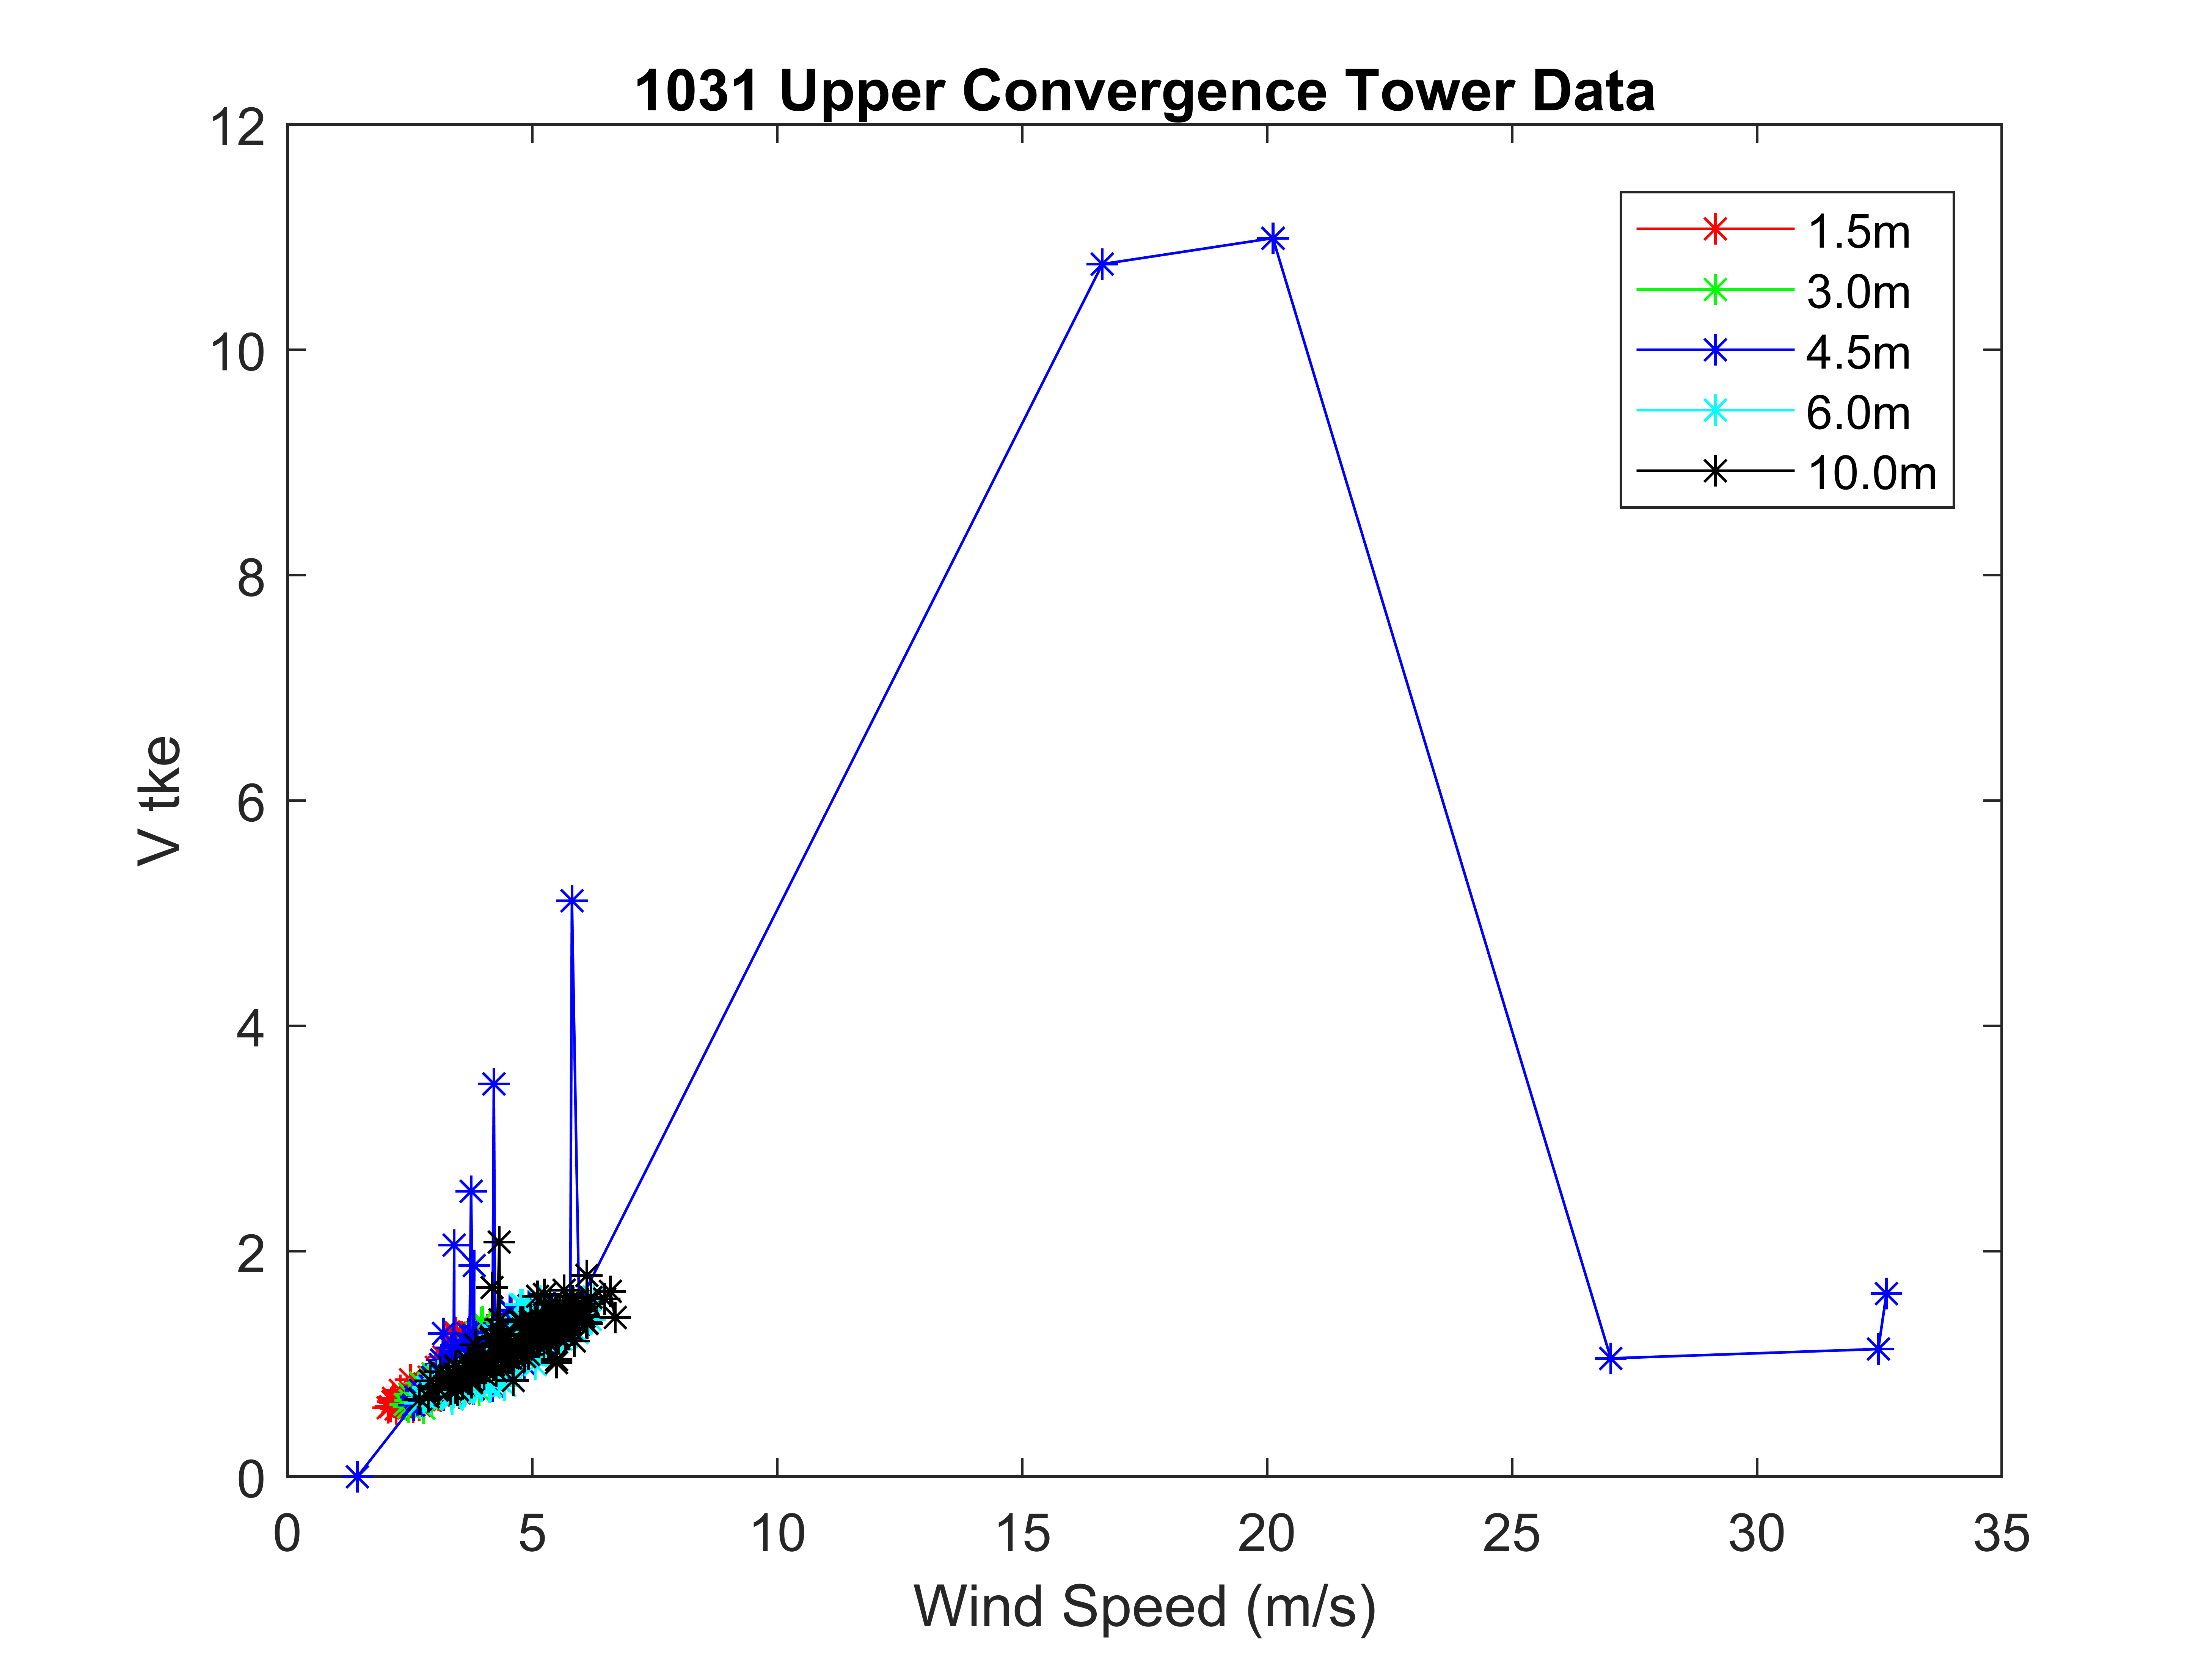 1031 Upper Convergence Tower Data
12
10
8
6
4
2
0
V tke
1.5m
3.0m
4.5m
6.0m
10.0m
0 5 10 15 20 25 30 35
Wind Speed (m/s)